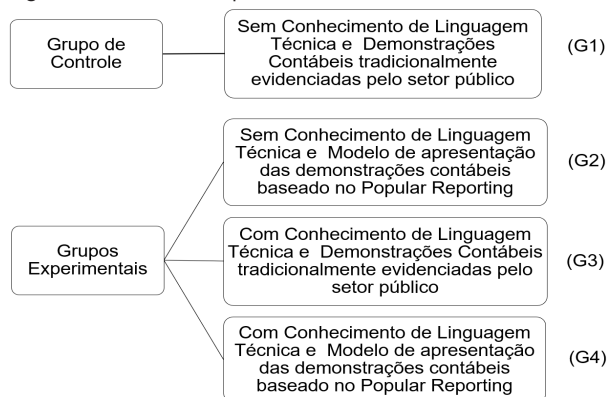 Grupo de
Controle
Sem Conhecimento de Linguagem
Técnica e Demonstrações
Contábeis tradicionalmente
evidenciadas pelo setor público
(G1)
Sem Conhecimento de Linguagem
Técnica e Modelo de apresentação
das demonstrações contábeis
baseado no Popular Reporting
(G2)
Grupos
Experimentais
Com Conhecimento de Linguagem
Técnica e Demonstrações Contábeis
tradicionalmente evidenciadas pelo
setor público
(G3)
Com Conhecimento de Linguagem
Técnica e Modelo de apresentação
das demonstrações contábeis
baseado no Popular Reporting
(G4)